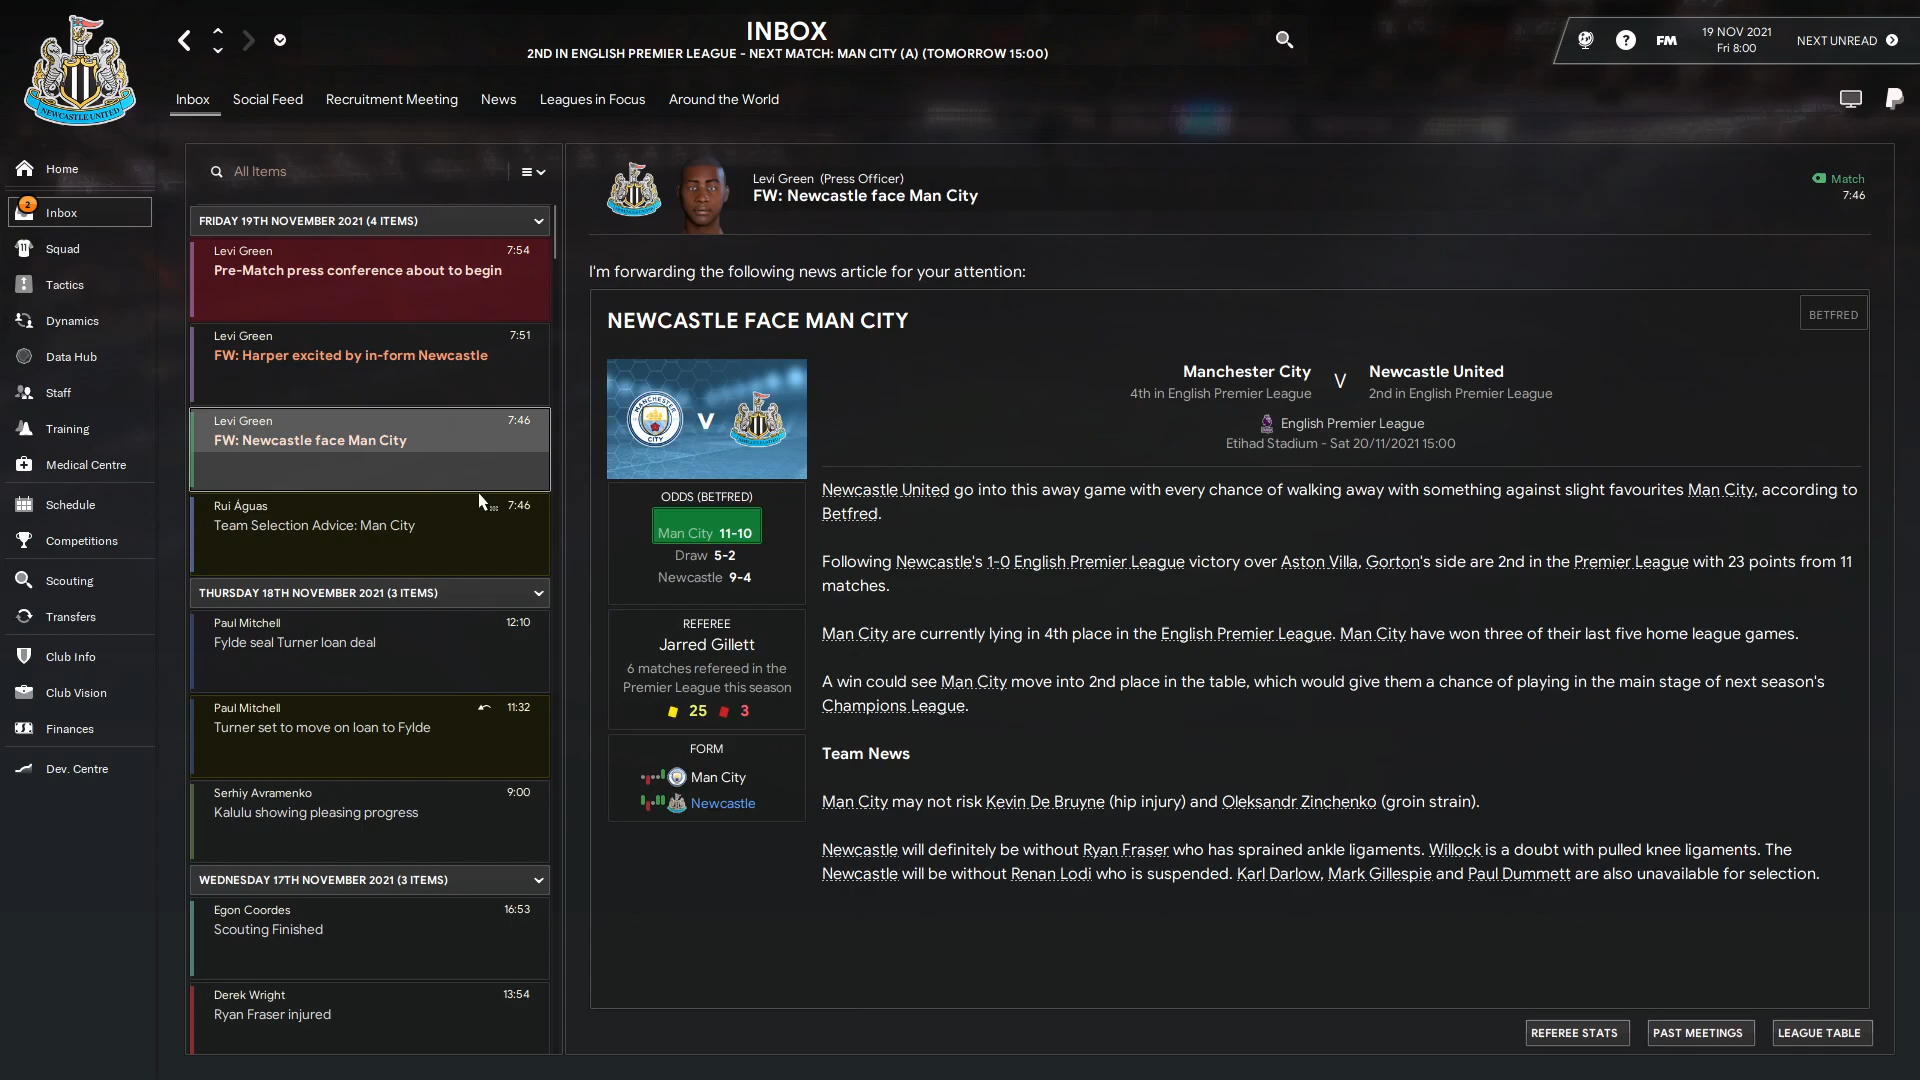 INBOX
2ND IN ENGLISH PREMIER LEAGUE - NEXT MATCH: MAN CITY (A) (TOMORROW 15:00)
FM
19 NOV 2021
Fri 8:00
NEXT UNREAD
NEWCASTLE UNITED
Inbox Social Feed Recruitment Meeting News Leagues in Focus Around the World
Home
2
Inbox
Squad
Tactics
Dynamics
Data Hub
Staff
Training
Medical Centre
Schedule
Competitions
Scouting
Transfers
Club Info
Club Vision
Finances
Dev. Centre
All Items
FRIDAY 19TH NOVEMBER 2021 (4 ITEMS)
Levi Green 7:54
Pre-Match press conference about to begin
Levi Green 7:51
FW: Harper excited by in-form Newcastle
Levi Green 7:46
FW: Newcastle face Man City
Rui Águas 7:46
Team Selection Advice: Man City
THURSDAY 18TH NOVEMBER 2021 (3 ITEMS)
Paul Mitchell 12:10
Fylde seal Turner loan deal
Paul Mitchell 11:32
Turner set to move on loan to Fylde
Serhiy Avramenko 9:00
Kalulu showing pleasing progress
WEDNESDAY 17TH NOVEMBER 2021 (3 ITEMS)
Egon Coordes 16:53
Scouting Finished
Derek Wright 13:54
Ryan Fraser injured
Levi Green (Press Officer)
FW: Newcastle face Man City
Match
7:46
I'm forwarding the following news article for your attention:
NEWCASTLE FACE MAN CITY
BETFRED
MANCHESTER
CITY
V
Manchester City V Newcastle United
4th in English Premier League 2nd in English Premier League
English Premier League
Etihad Stadium - Sat 20/11/2021 15:00
ODDS (BETFRED)
Man City 11-10
Draw 5-2
Newcastle 9-4
REFEREE
Jarred Gillett
6 matches refereed in the
Premier League this season
25 3
FORM
Man City
Newcastle
Newcastle United go into this away game with every chance of walking away with something against slight favourites Man City, according to
Betfred.
Following Newcastle's 1-0 English Premier League victory over Aston Villa, Gorton's side are 2nd in the Premier League with 23 points from 11
matches.
Man City are currently lying in 4th place in the English Premier League. Man City have won three of their last five home league games.
A win could see Man City move into 2nd place in the table, which would give them a chance of playing in the main stage of next season's
Champions League.
Team News
Man City may not risk Kevin De Bruyne (hip injury) and Oleksandr Zinchenko (groin strain).
Newcastle will definitely be without Ryan Fraser who has sprained ankle ligaments. Willock is a doubt with pulled knee ligaments. The
Newcastle will be without Renan Lodi who is suspended. Karl Darlow, Mark Gillespie and Paul Dummett are also unavailable for selection.
REFEREE STATS PAST MEETINGS LEAGUE TABLE